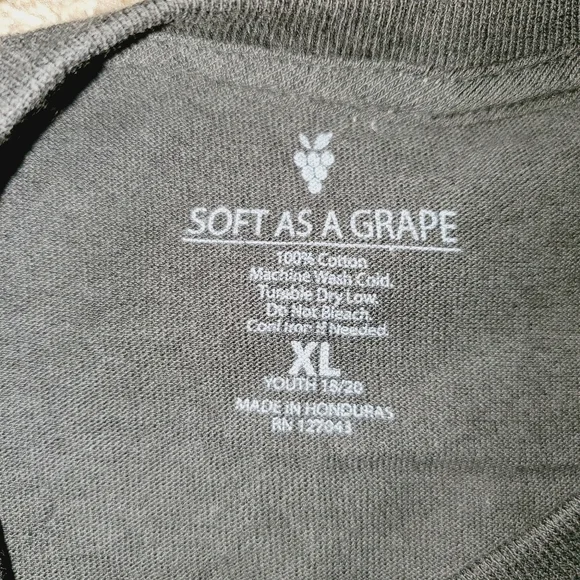 SOFT AS A GRAPE
100% Cotton.
Machine Wash Cold.
Tumble Dry Low.
Do Not Bleach.
Cool Iron if Needed.
XL
YOUTH 18/20
MADE IN HONDURAS
RN 127043